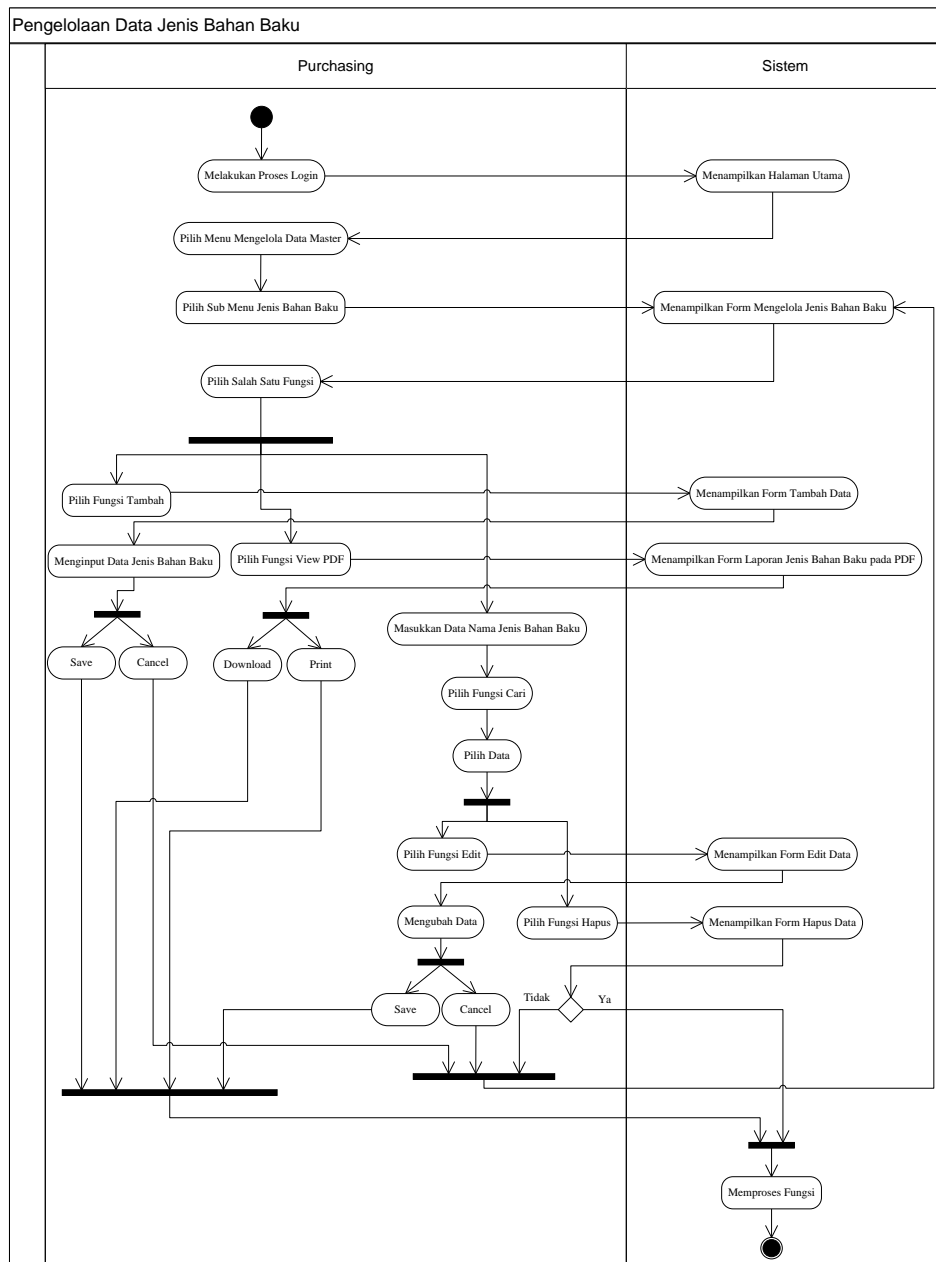 Pengelolaan Data Jenis Bahan Baku
Purchasing
Sistem
Melakukan Proses Login
Menampilkan Halaman Utama
Pilih Menu Mengelola Data Master
Pilih Sub Menu Jenis Bahan Baku
Menampilkan Form Mengelola Jenis Bahan Baku
Pilih Salah Satu Fungsi
Pilih Fungsi Tambah
Menampilkan Form Tambah Data
Menginput Data Jenis Bahan Baku
Pilih Fungsi View PDF
Menampilkan Form Laporan Jenis Bahan Baku pada PDF
Masukkan Data Nama Jenis Bahan Baku
Save
Cancel
Download
Print
Pilih Fungsi Cari
Pilih Data
Pilih Fungsi Edit
Menampilkan Form Edit Data
Mengubah Data
Pilih Fungsi Hapus
Menampilkan Form Hapus Data
Tidak
Ya
Save
Cancel
Memproses Fungsi